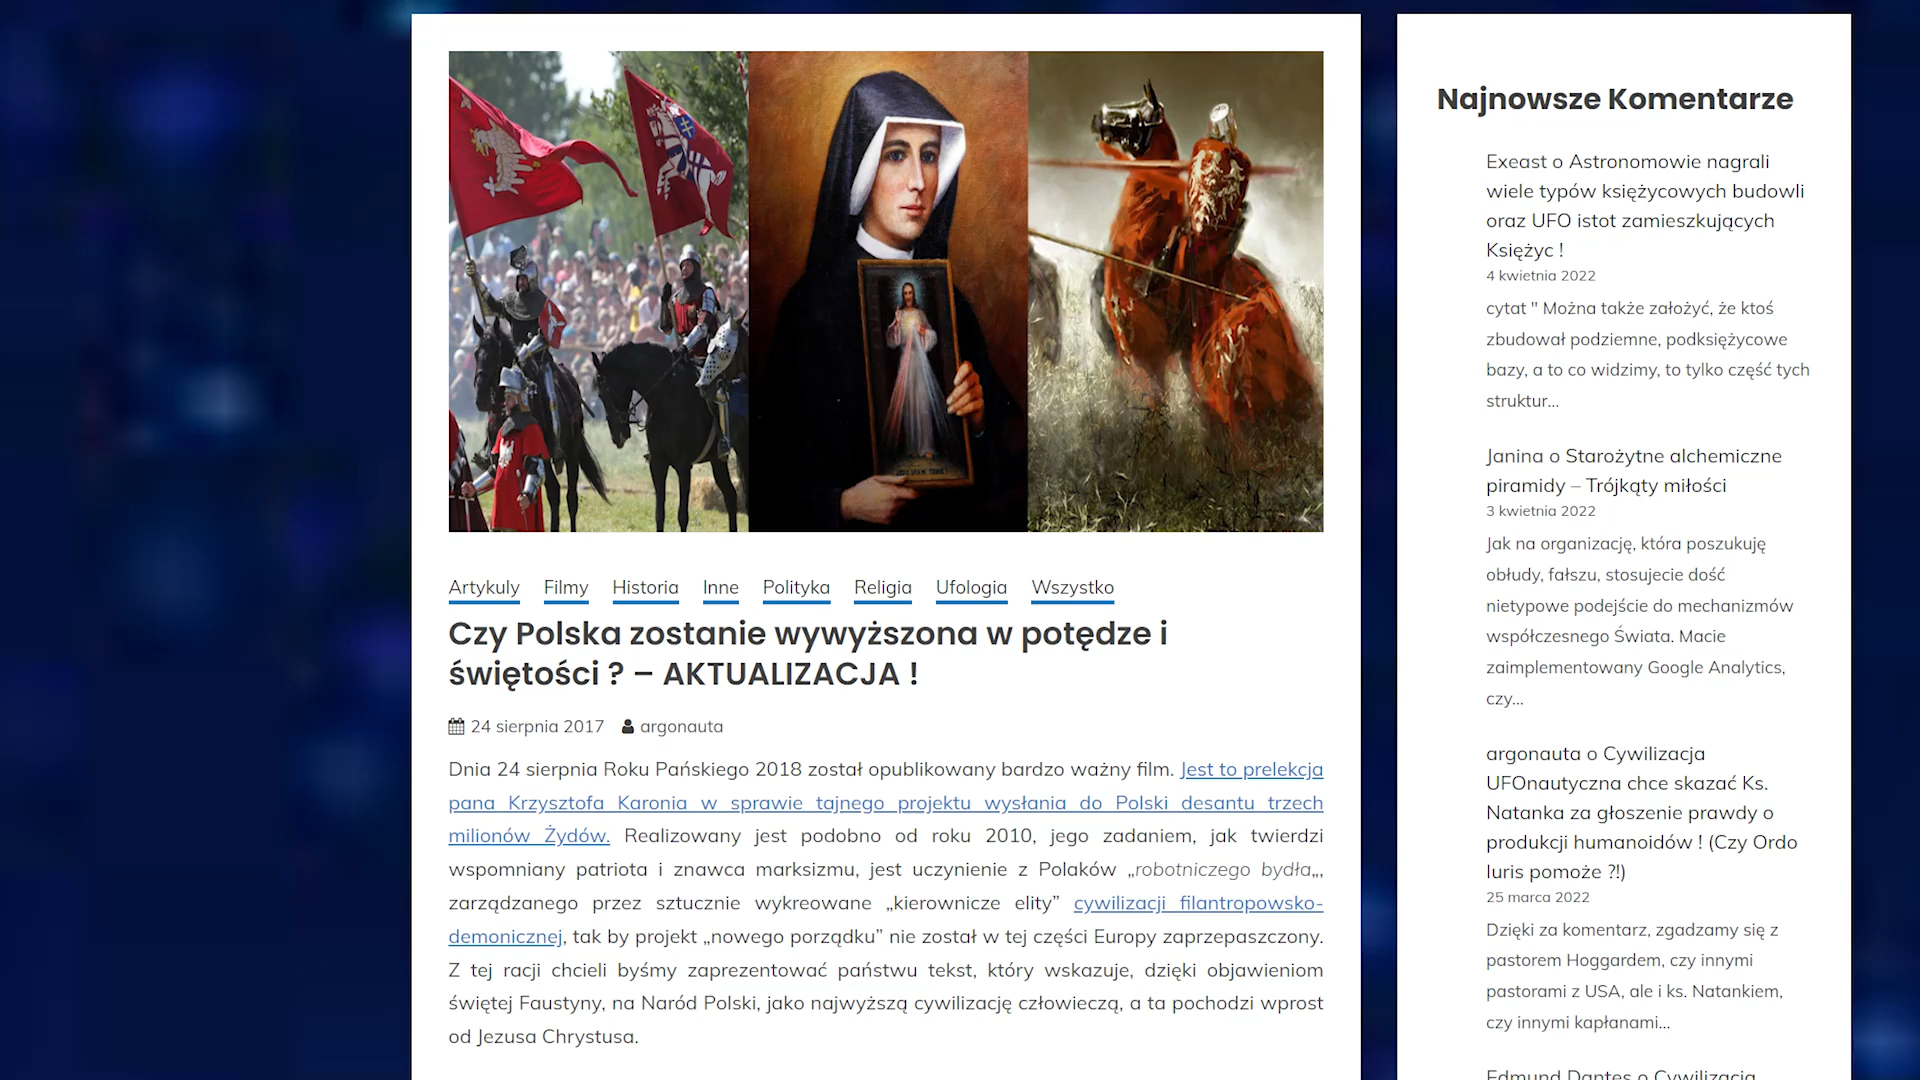 Artykuly Filmy Historia Inne Polityka Religia Ufologia Wszystko
Czy Polska zostanie wywyższona w potędze i
świętości ? – AKTUALIZACJA !
24 sierpnia 2017 argonauta
Dnia 24 sierpnia Roku Pańskiego 2018 został opublikowany bardzo ważny film. Jest to prelekcja
pana Krzysztofa Karonia w sprawie tajnego projektu wysłania do Polski desantu trzech
milionów Żydów. Realizowany jest podobno od roku 2010, jego zadaniem, jak twierdzi
wspomniany patriota i znawca marksizmu, jest uczynienie z Polaków „robotniczego bydła„,
zarządzanego przez sztucznie wykreowane „kierownicze elity” cywilizacji filantropowsko-
demonicznej, tak by projekt „nowego porządku” nie został w tej części Europy zaprzepaszczony.
Z tej racji chcieli byśmy zaprezentować państwu tekst, który wskazuje, dzięki objawieniom
świętej Faustyny, na Naród Polski, jako najwyższą cywilizację człowieczą, a ta pochodzi wprost
od Jezusa Chrystusa.
Najnowsze Komentarze
Exeast o Astronomowie nagrali
wiele typów księżycowych budowli
oraz UFO istot zamieszkujących
Księżyc !
4 kwietnia 2022
cytat " Można także założyć, że ktoś
zbudował podziemne, podksiężycowe
bazy, a to co widzimy, to tylko część tych
struktur...
Janina o Starożytne alchemiczne
piramidy – Trójkąty miłości
3 kwietnia 2022
Jak na organizację, która poszukuję
obłudy, fałszu, stosujecie dość
nietypowe podejście do mechanizmów
współczesnego Świata. Macie
zaimplementowany Google Analytics,
czy...
argonauta o Cywilizacja
UFOnautyczna chce skazać Ks.
Natanka za głoszenie prawdy o
produkcji humanoidów ! (Czy Ordo
Iuris pomoże ?!)
25 marca 2022
Dzięki za komentarz, zgadzamy się z
pastorem Hoggardem, czy innymi
pastorami z USA, ale i ks. Natankiem,
czy innymi kapłanami...
Edmund Dantes o Cywilizacja